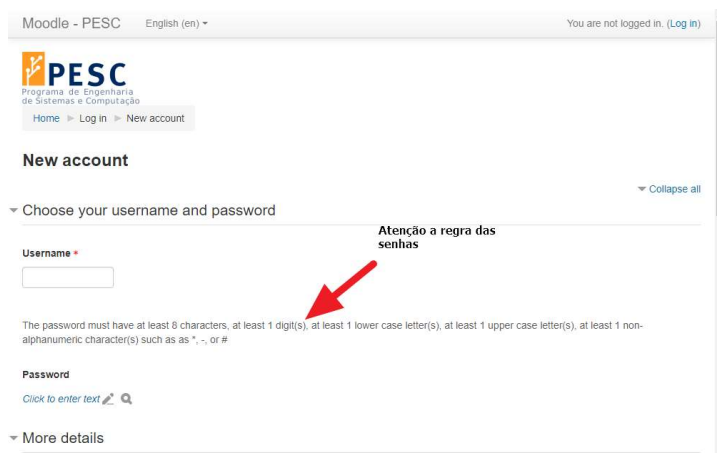 Moodle - PESC English (en) You are not logged in. (Log in)
PESC
Programa de Engenharia
de Sistemas e Computação
Home Log in New account
New account
Collapse all
Choose your username and password
Atenção a regra das
senhas
Username *
The password must have at least 8 characters, at least 1 digit(s), at least 1 lower case letter(s), at least 1 upper case letter(s), at least 1 non-
alphanumeric character(s) such as as *, -, or #
Password
Click to enter text
More details